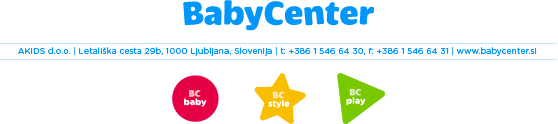 BabyCenter
AKIDS d.o.o. | Letališka cesta 29b, 1000 Ljubljana, Slovenija | t: +386 1 546 64 30, f: +386 1 546 64 31 | www.babycenter.si
BC baby
BC style
BC play